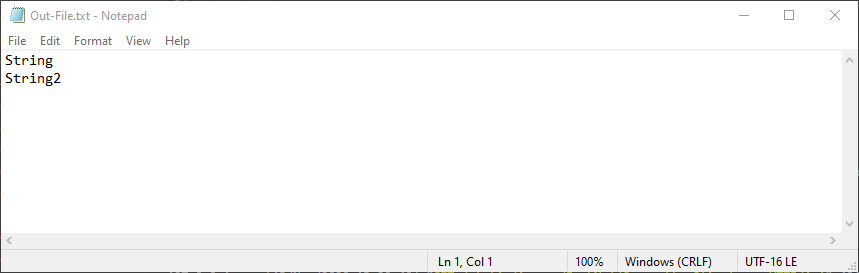 Out-File.txt - Notepad
File Edit Format View Help
String
String2
Ln 1, Col 1 100% Windows (CRLF) UTF-16 LE